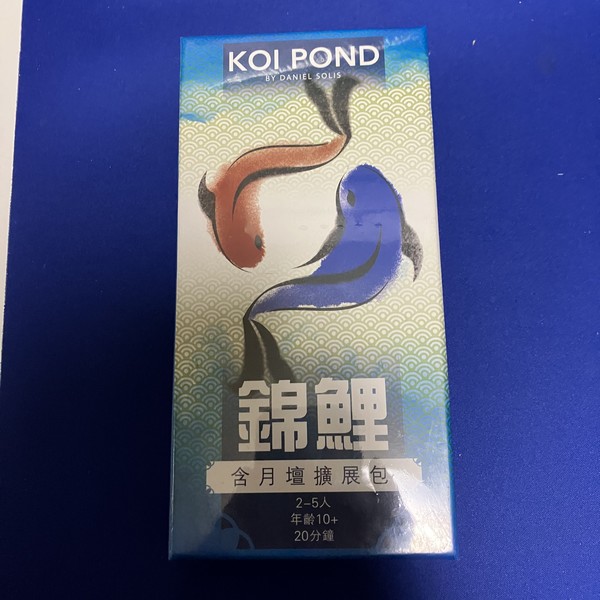 KOI POND
BY DANIEL SOLIS
錦鯉
含月壇擴展包
2–5人
年齡10+
20分鐘